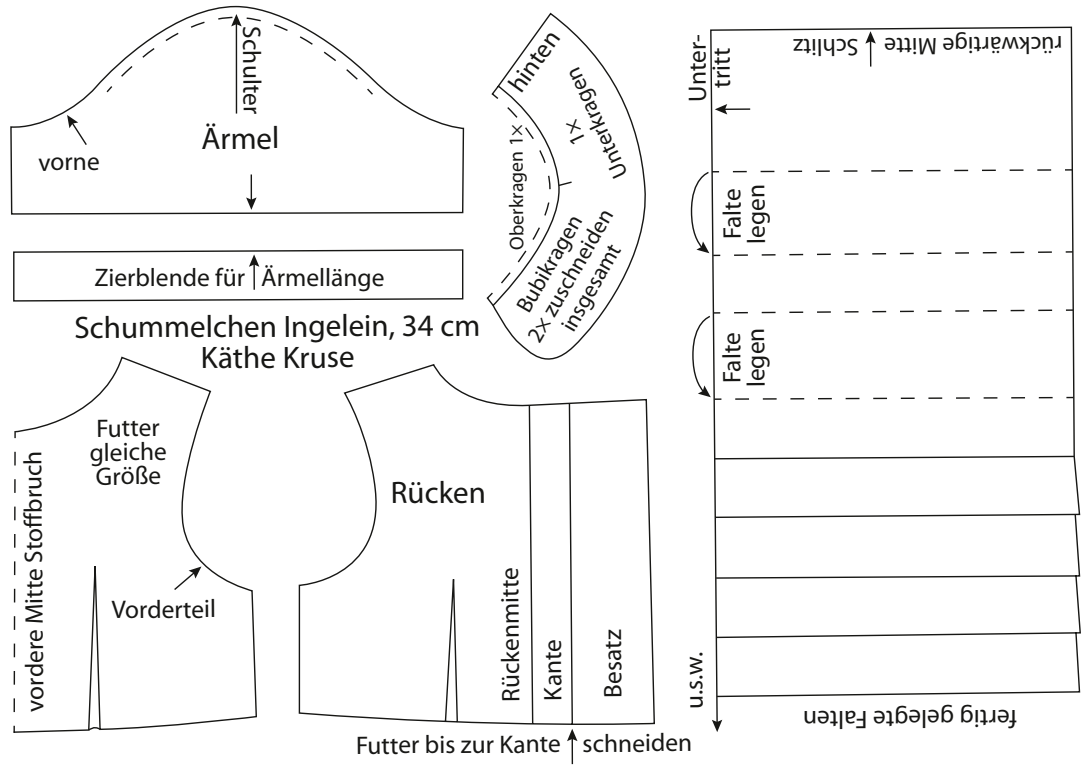 Schulter
Ärmel
vorne
Zierblende für Ärmellänge
hinten
Oberkragen 1×
1×
Unterkragen
Bubikragen
2× zuschneiden
insgesamt
Schummelchen Ingelein, 34 cm
Käthe Kruse
Futter
gleiche
Größe
vordere Mitte Stoffbruch
Vorderteil
Rücken
Rückenmitte
Kante
Besatz
Futter bis zur Kante schneiden
rückwärtige Mitte
Schlitz
Unter-
tritt
Falte
legen
Falte
legen
u.s.w.
fertig gelegte Falten